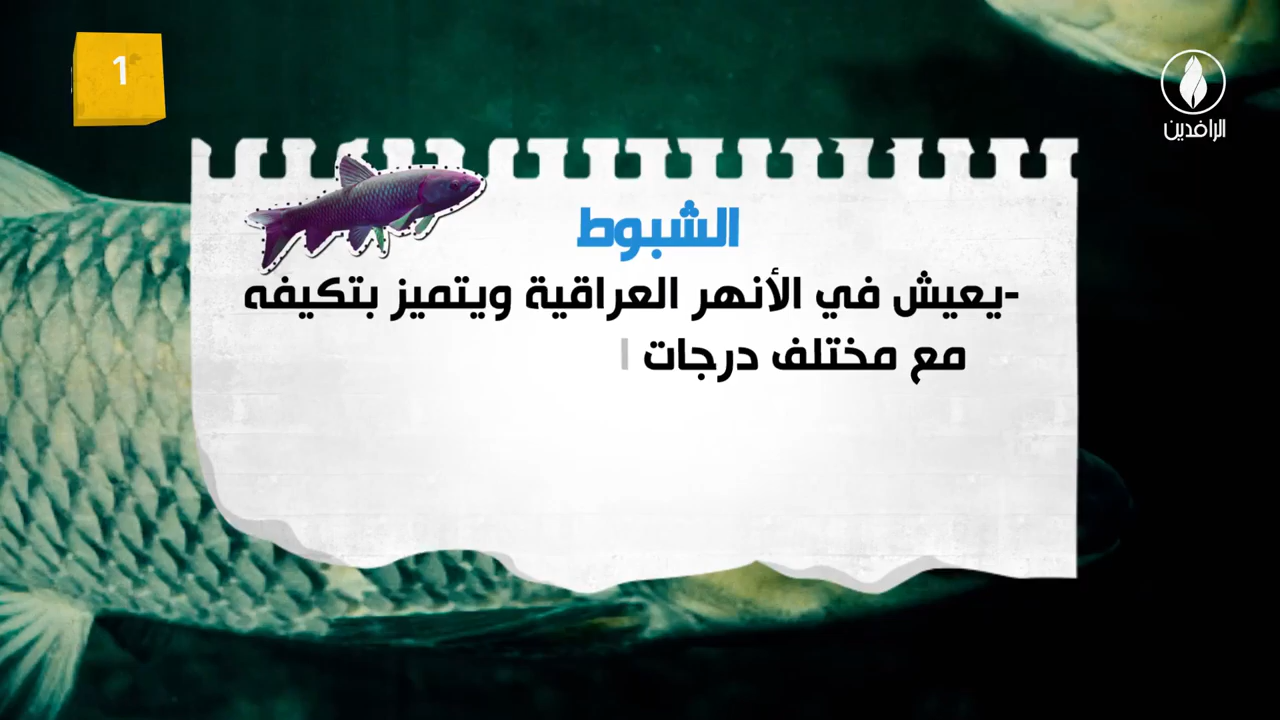 1
الرافدين
الشبوط
-يعيش في الأنهر العراقية ويتميز بتكيفه
مع مختلف درجات ا